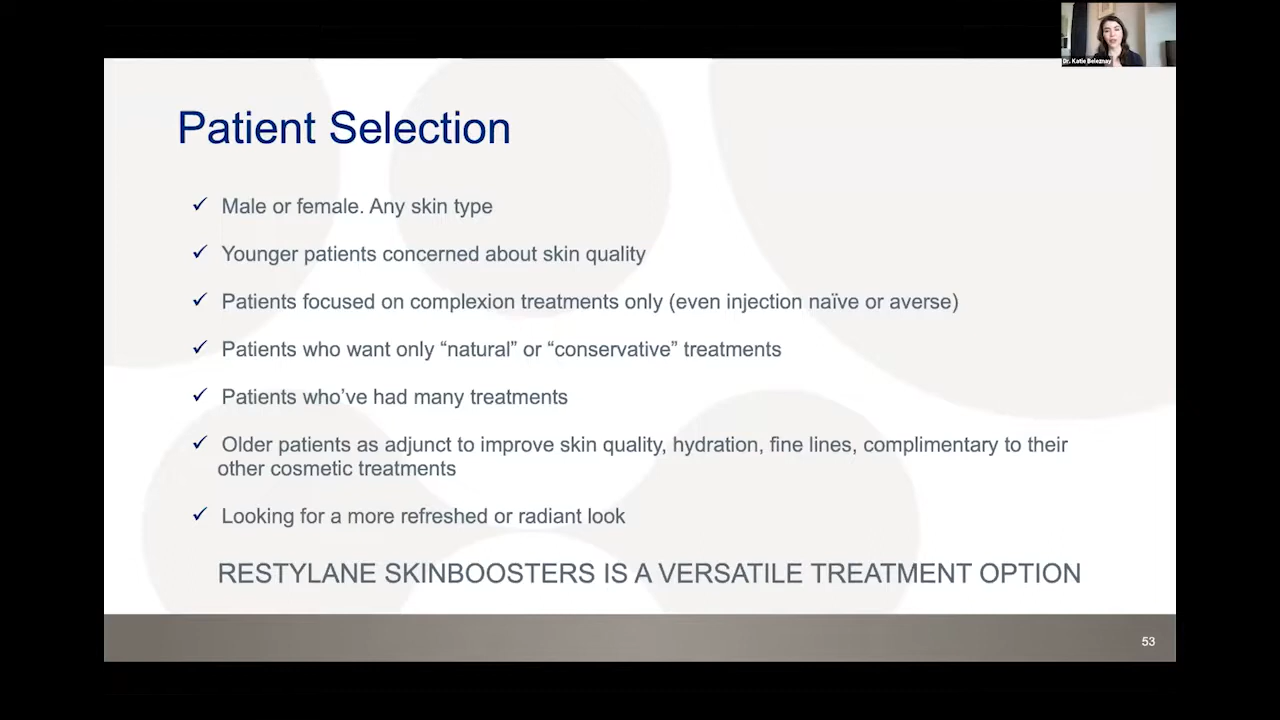 Dr. Katie Beleznay
Patient Selection
✓ Male or female. Any skin type
✓ Younger patients concerned about skin quality
✓ Patients focused on complexion treatments only (even injection naïve or averse)
✓ Patients who want only “natural” or “conservative” treatments
✓ Patients who’ve had many treatments
✓ Older patients as adjunct to improve skin quality, hydration, fine lines, complimentary to their
other cosmetic treatments
✓ Looking for a more refreshed or radiant look
RESTYLANE SKINBOOSTERS IS A VERSATILE TREATMENT OPTION
53